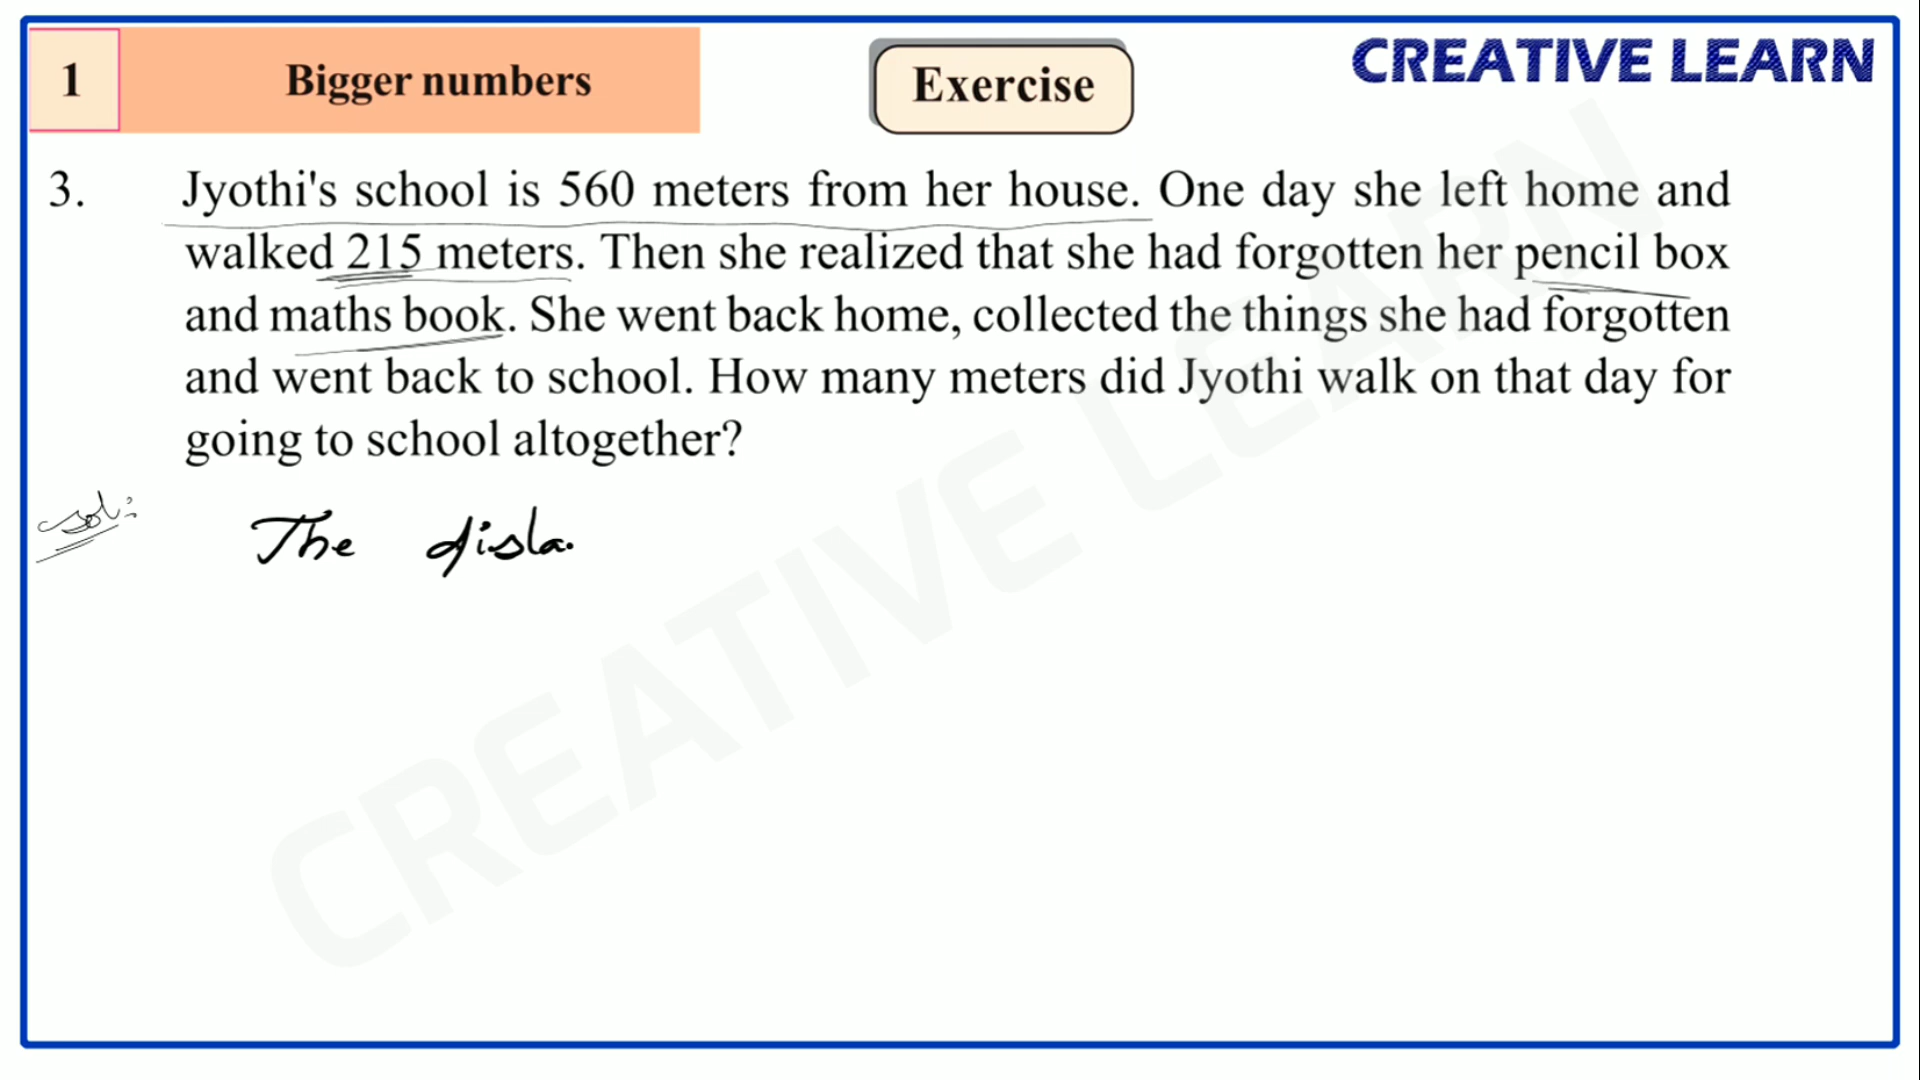 1 Bigger numbers Exercise CREATIVE LEARN
3. Jyothi's school is 560 meters from her house. One day she left home and
walked 215 meters. Then she realized that she had forgotten her pencil box
and maths book. She went back home, collected the things she had forgotten
and went back to school. How many meters did Jyothi walk on that day for
going to school altogether?
Sol:
The dista
CREATIVE LEARN